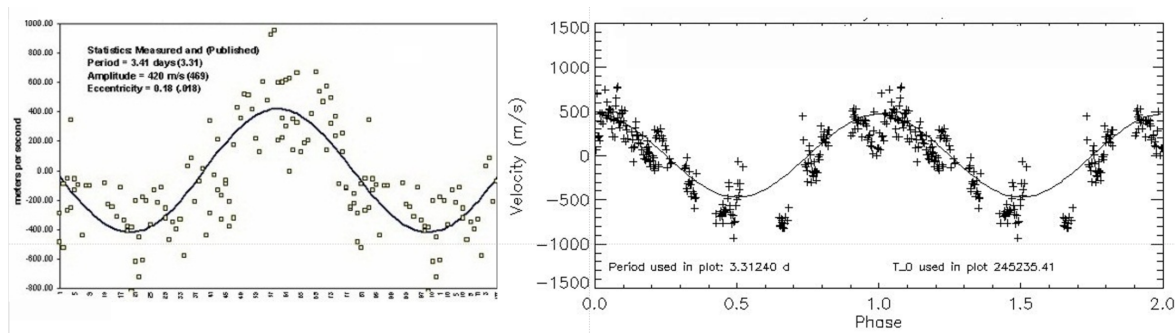 1000.00
800.00
600.00
400.00
200.00
0.00
-200.00
-400.00
-600.00
-800.00
meters per second
Statistics: Measured and (Published)
Period = 3.41 days (3.31)
Amplitude = 420 m/s (469)
Eccentricity = 0.18 (.018)
1500
1000
500
0
-500
-1000
-1500
Velocity (m/s)
Period used in plot: 3.31240 d
T_0 used in plot 245235.41
0.0 0.5 1.0 1.5 2.0
Phase